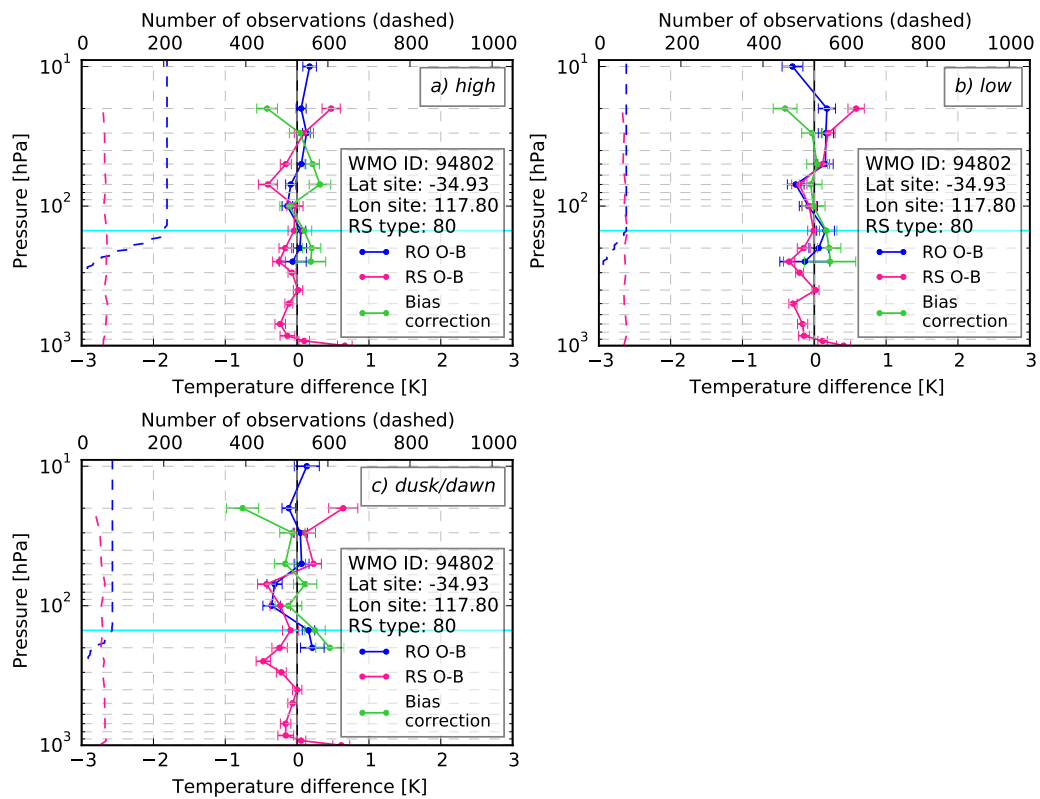 Number of observations (dashed)
0 200 400 600 800 1000
Pressure [hPa]
10¹
10²
10³
a) high
WMO ID: 94802
Lat site: -34.93
Lon site: 117.80
RS type: 80
RO O-B
RS O-B
Bias
correction
−3 −2 −1 0 1 2 3
Temperature difference [K]
Number of observations (dashed)
0 200 400 600 800 1000
Pressure [hPa]
10¹
10²
10³
b) low
WMO ID: 94802
Lat site: -34.93
Lon site: 117.80
RS type: 80
RO O-B
RS O-B
Bias
correction
−3 −2 −1 0 1 2 3
Temperature difference [K]
Number of observations (dashed)
0 200 400 600 800 1000
Pressure [hPa]
10¹
10²
10³
c) dusk/dawn
WMO ID: 94802
Lat site: -34.93
Lon site: 117.80
RS type: 80
RO O-B
RS O-B
Bias
correction
−3 −2 −1 0 1 2 3
Temperature difference [K]